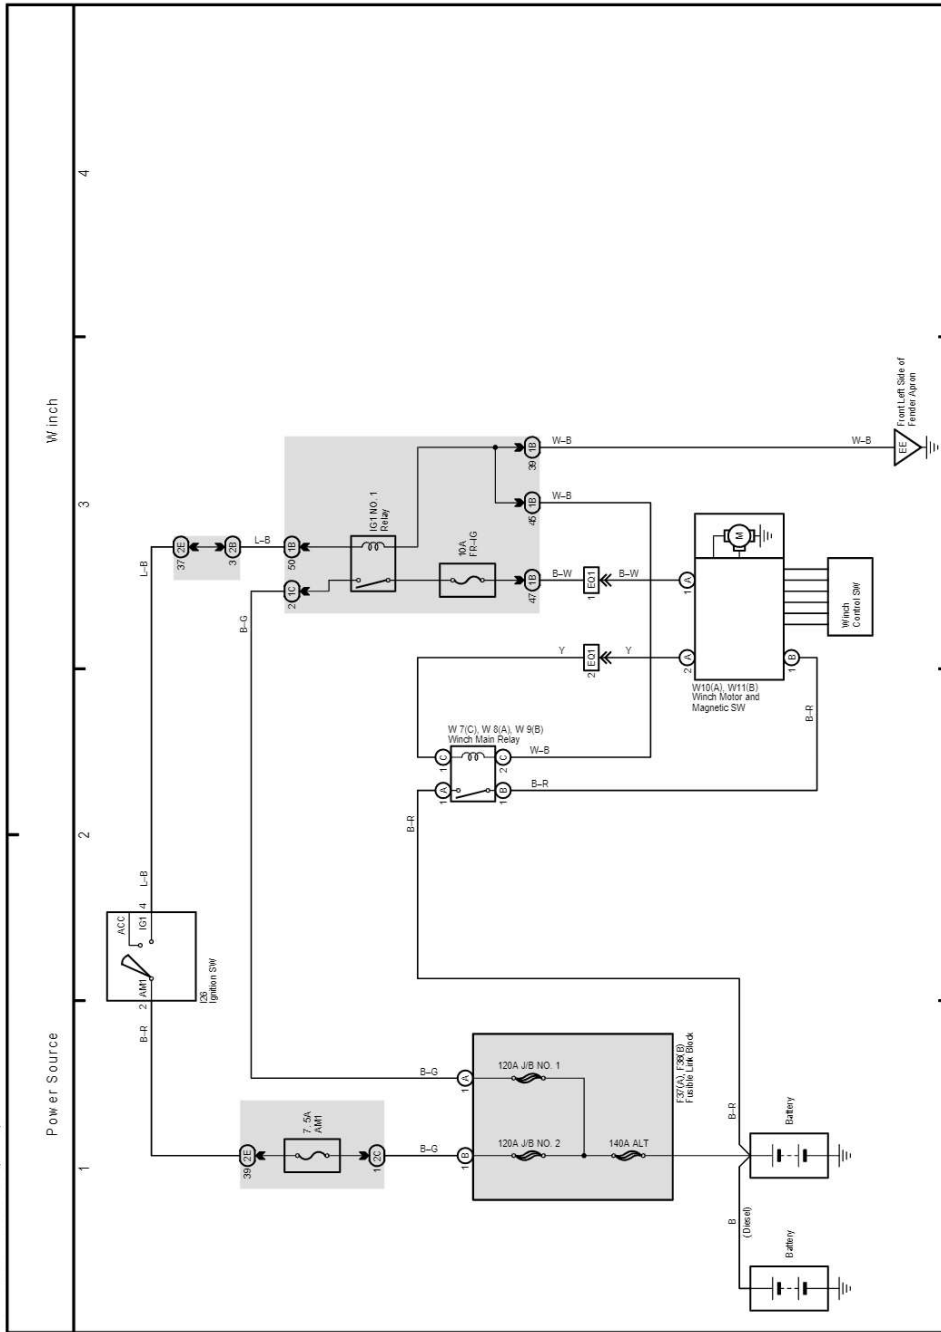 Power Source
Winch
1
2
3
4
I26
Ignition SW
2
AM1
ACC
IG1
4
B–R
L–B
L–B
37
2E
3
2B
L–B
50
1B
2
1C
B–G
IG1 NO. 1
Relay
10A
FR–IG
47
1B
45
1B
39
1B
B–W
1
EQ1
B–W
1
A
W–B
W–B
W–B
EE
Front Left Side of
Fender Apron
M
Winch
Control SW
W10(A), W11(B)
Winch Motor and
Magnetic SW
Y
2
EQ1
Y
2
A
1
B
B–R
W 7(C), W 8(A), W 9(B)
Winch Main Relay
1
C
2
C
W–B
1
A
1
B
B–R
B–R
39
2E
7. 5A
AM1
1
2C
B–G
1
B
B–G
1
A
120A J/B NO. 1
120A J/B NO. 2
140A ALT
F37(A), F38(B)
Fusible Link Block
B–R
Battery
B
(Diesel)
Battery